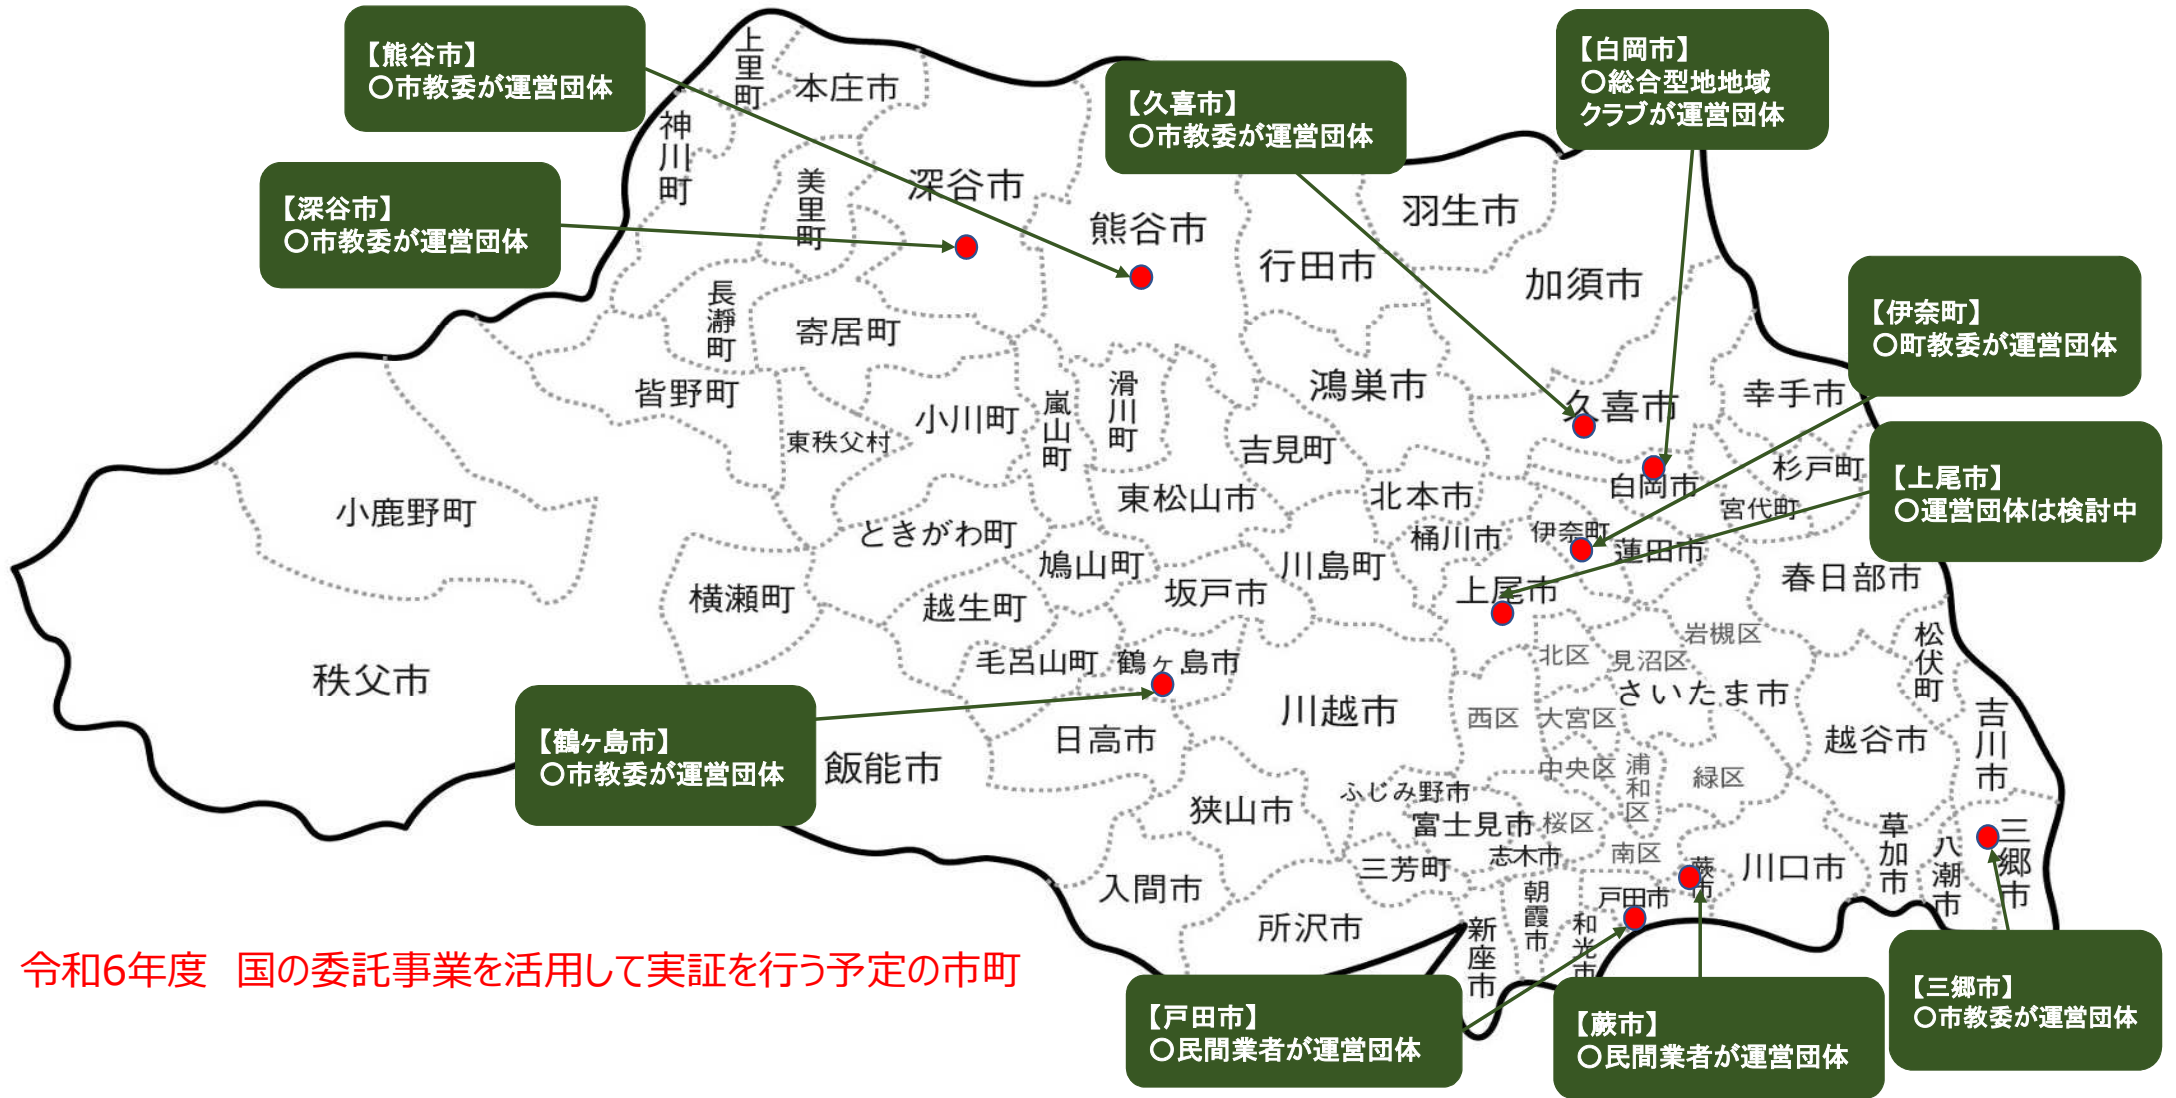 【熊谷市】
〇市教委が運営団体
【白岡市】
〇総合型地地域
クラブが運営団体
【久喜市】
〇市教委が運営団体
【深谷市】
〇市教委が運営団体
【伊奈町】
〇町教委が運営団体
【上尾市】
〇運営団体は検討中
【鶴ヶ島市】
〇市教委が運営団体
【戸田市】
〇民間業者が運営団体
【蕨市】
〇民間業者が運営団体
【三郷市】
〇市教委が運営団体
上里町
本庄市
神川町
美里町
深谷市
熊谷市
行田市
羽生市
加須市
長瀞町
寄居町
皆野町
東秩父村
小川町
嵐山町
滑川町
吉見町
鴻巣市
久喜市
幸手市
杉戸町
宮代町
白岡市
小鹿野町
ときがわ町
東松山市
北本市
桶川市
伊奈町
蓮田市
春日部市
横瀬町
越生町
鳩山町
坂戸市
川島町
上尾市
岩槻区
松伏町
秩父市
毛呂山町
鶴ヶ島市
川越市
北区
見沼区
さいたま市
西区
大宮区
越谷市
吉川市
飯能市
日高市
狭山市
ふじみ野市
富士見市
中央区
浦和区
緑区
桜区
志木市
南区
三芳町
入間市
所沢市
新座市
朝霞市
和光市
戸田市
蕨市
川口市
草加市
八潮市
三郷市
令和6年度　国の委託事業を活用して実証を行う予定の市町